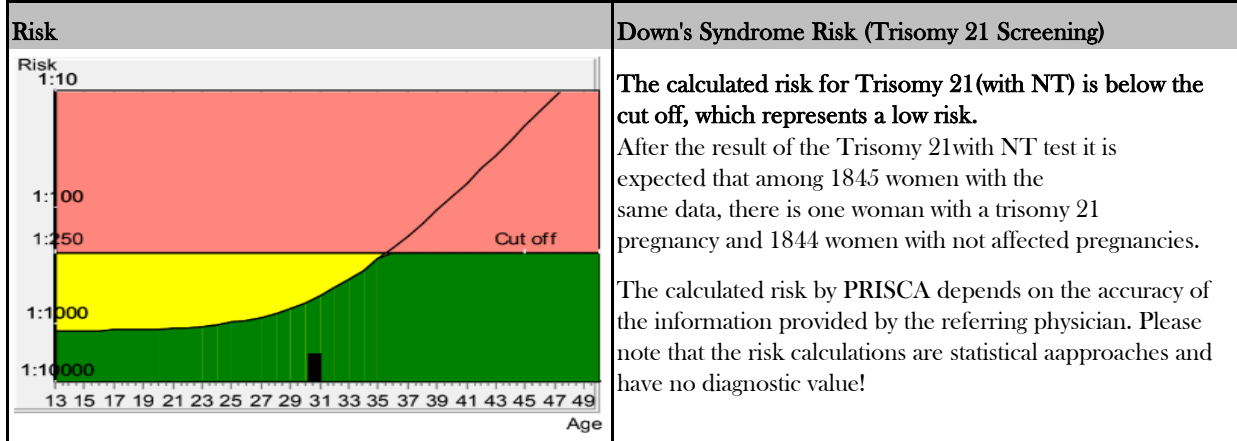 Risk
Down's Syndrome Risk (Trisomy 21 Screening)
Risk
1:10
1:100
1:250
Cut off
1:1000
1:10000
13 15 17 19 21 23 25 27 29 31 33 35 37 39 41 43 45 47 49
Age
The calculated risk for Trisomy 21(with NT) is below the
cut off, which represents a low risk.
After the result of the Trisomy 21with NT test it is
expected that among 1845 women with the
same data, there is one woman with a trisomy 21
pregnancy and 1844 women with not affected pregnancies.
The calculated risk by PRISCA depends on the accuracy of
the information provided by the referring physician. Please
note that the risk calculations are statistical aapproaches and
have no diagnostic value!